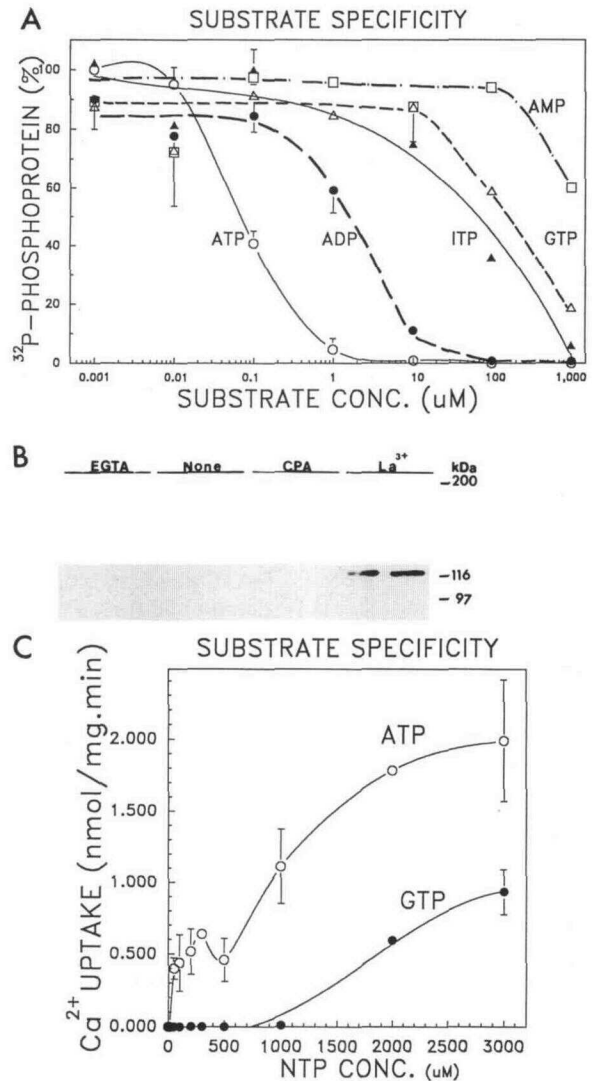 A
SUBSTRATE SPECIFICITY
32P-PHOSPHOPROTEIN (%)
100
80
60
40
20
0
AMP
ATP
ADP
ITP
GTP
0.001
0.01
0.1
1
10
100
1,000
SUBSTRATE CONC. (uM)
B
EGTA None CPA La3+ kDa
-200
-116
-97
C
SUBSTRATE SPECIFICITY
Ca2+ UPTAKE (nmol/mg.min)
2.000
1.500
1.000
0.500
0.000
ATP
GTP
0 500 1000 1500 2000 2500 3000
NTP CONC. (uM)